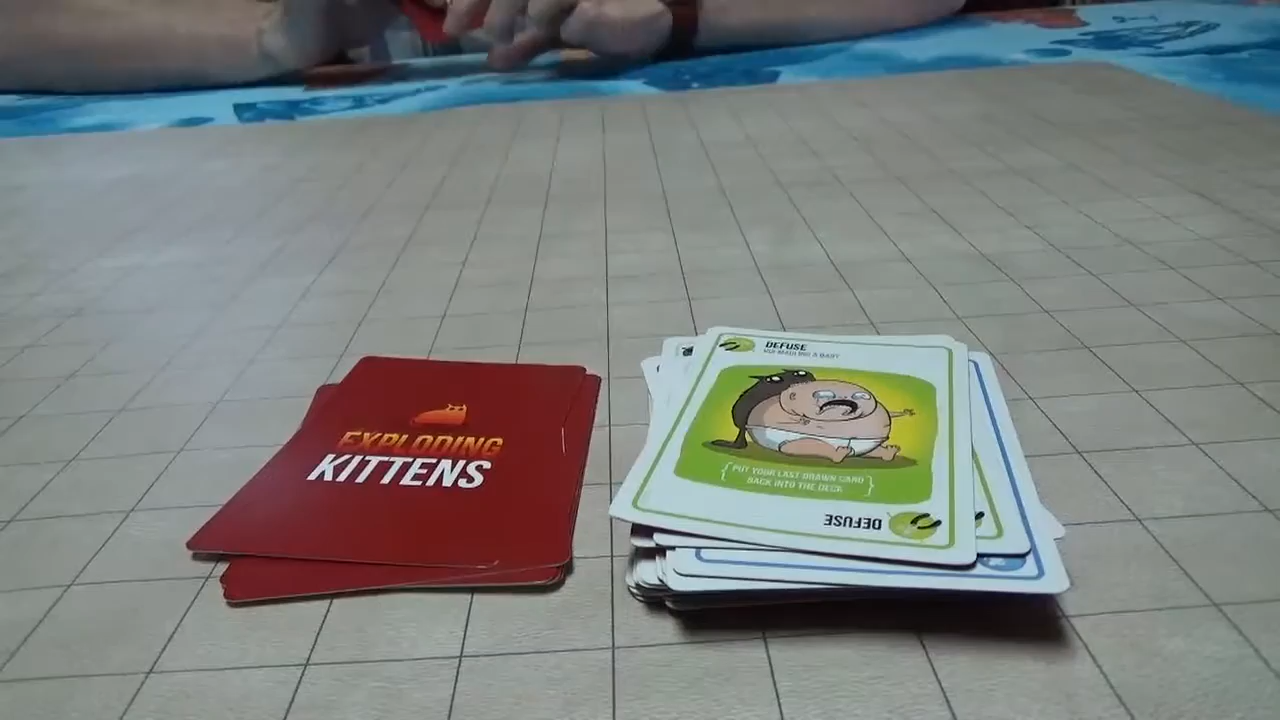 EXPLODING
KITTENS
DEFUSE
PUT YOUR LAST DRAWN CARD
BACK INTO THE DECK
DEFUSE